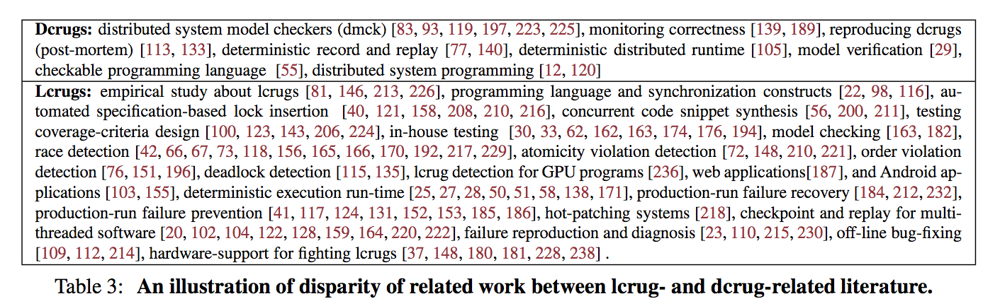 Dcrugs: distributed system model checkers (dmck) [83, 93, 119, 197, 223, 225], monitoring correctness [139, 189], reproducing dcrugs
(post-mortem) [113, 133], deterministic record and replay [77, 140], deterministic distributed runtime [105], model verification [29],
checkable programming language [55], distributed system programming [12, 120]
Lcrugs: empirical study about lcrugs [81, 146, 213, 226], programming language and synchronization constructs [22, 98, 116], au-
tomated specification-based lock insertion [40, 121, 158, 208, 210, 216], concurrent code snippet synthesis [56, 200, 211], testing
coverage-criteria design [100, 123, 143, 206, 224], in-house testing [30, 33, 62, 162, 163, 174, 176, 194], model checking [163, 182],
race detection [42, 66, 67, 73, 118, 156, 165, 166, 170, 192, 217, 229], atomicity violation detection [72, 148, 210, 221], order violation
detection [76, 151, 196], deadlock detection [115, 135], lcrug detection for GPU programs [236], web applications[187], and Android ap-
plications [103, 155], deterministic execution run-time [25, 27, 28, 50, 51, 58, 138, 171], production-run failure recovery [184, 212, 232],
production-run failure prevention [41, 117, 124, 131, 152, 153, 185, 186], hot-patching systems [218], checkpoint and replay for multi-
threaded software [20, 102, 104, 122, 128, 159, 164, 220, 222], failure reproduction and diagnosis [23, 110, 215, 230], off-line bug-fixing
[109, 112, 214], hardware-support for fighting lcrugs [37, 148, 180, 181, 228, 238] .
Table 3: An illustration of disparity of related work between lcrug- and dcrug-related literature.